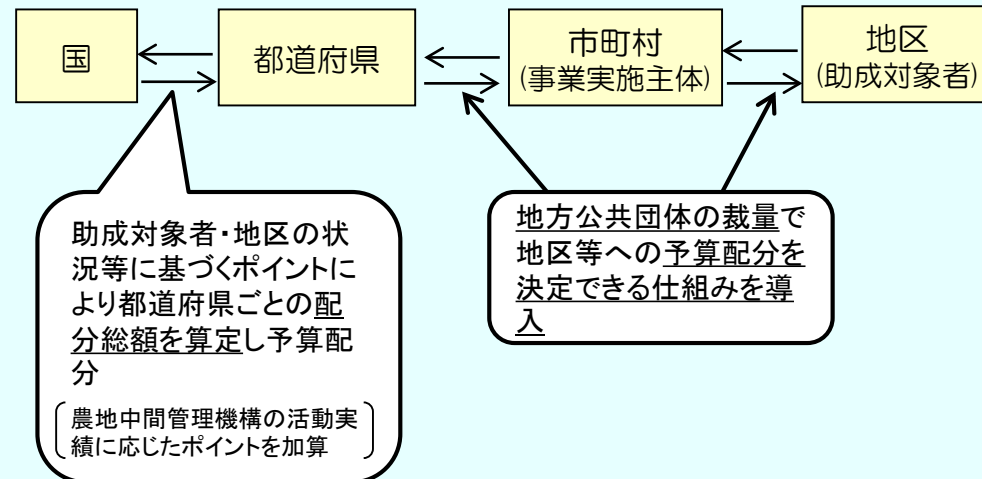 国
都道府県
市町村
(事業実施主体)
地区
(助成対象者)
助成対象者・地区の状
況等に基づくポイントに
より都道府県ごとの配
分総額を算定し予算配
分
農地中間管理機構の活動実
績に応じたポイントを加算
地方公共団体の裁量で
地区等への予算配分を
決定できる仕組みを導
入